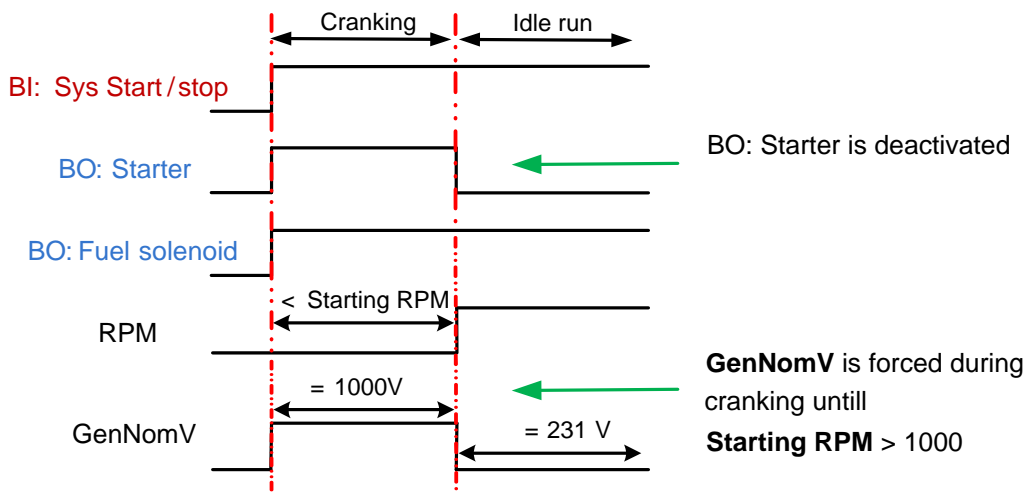 Cranking
Idle run
BI: Sys Start/stop
BO: Starter is deactivated
BO: Starter
BO: Fuel solenoid
< Starting RPM
RPM
GenNomV is forced during
= 1000V
cranking untill
GenNomV
= 231 V
Starting RPM > 1000